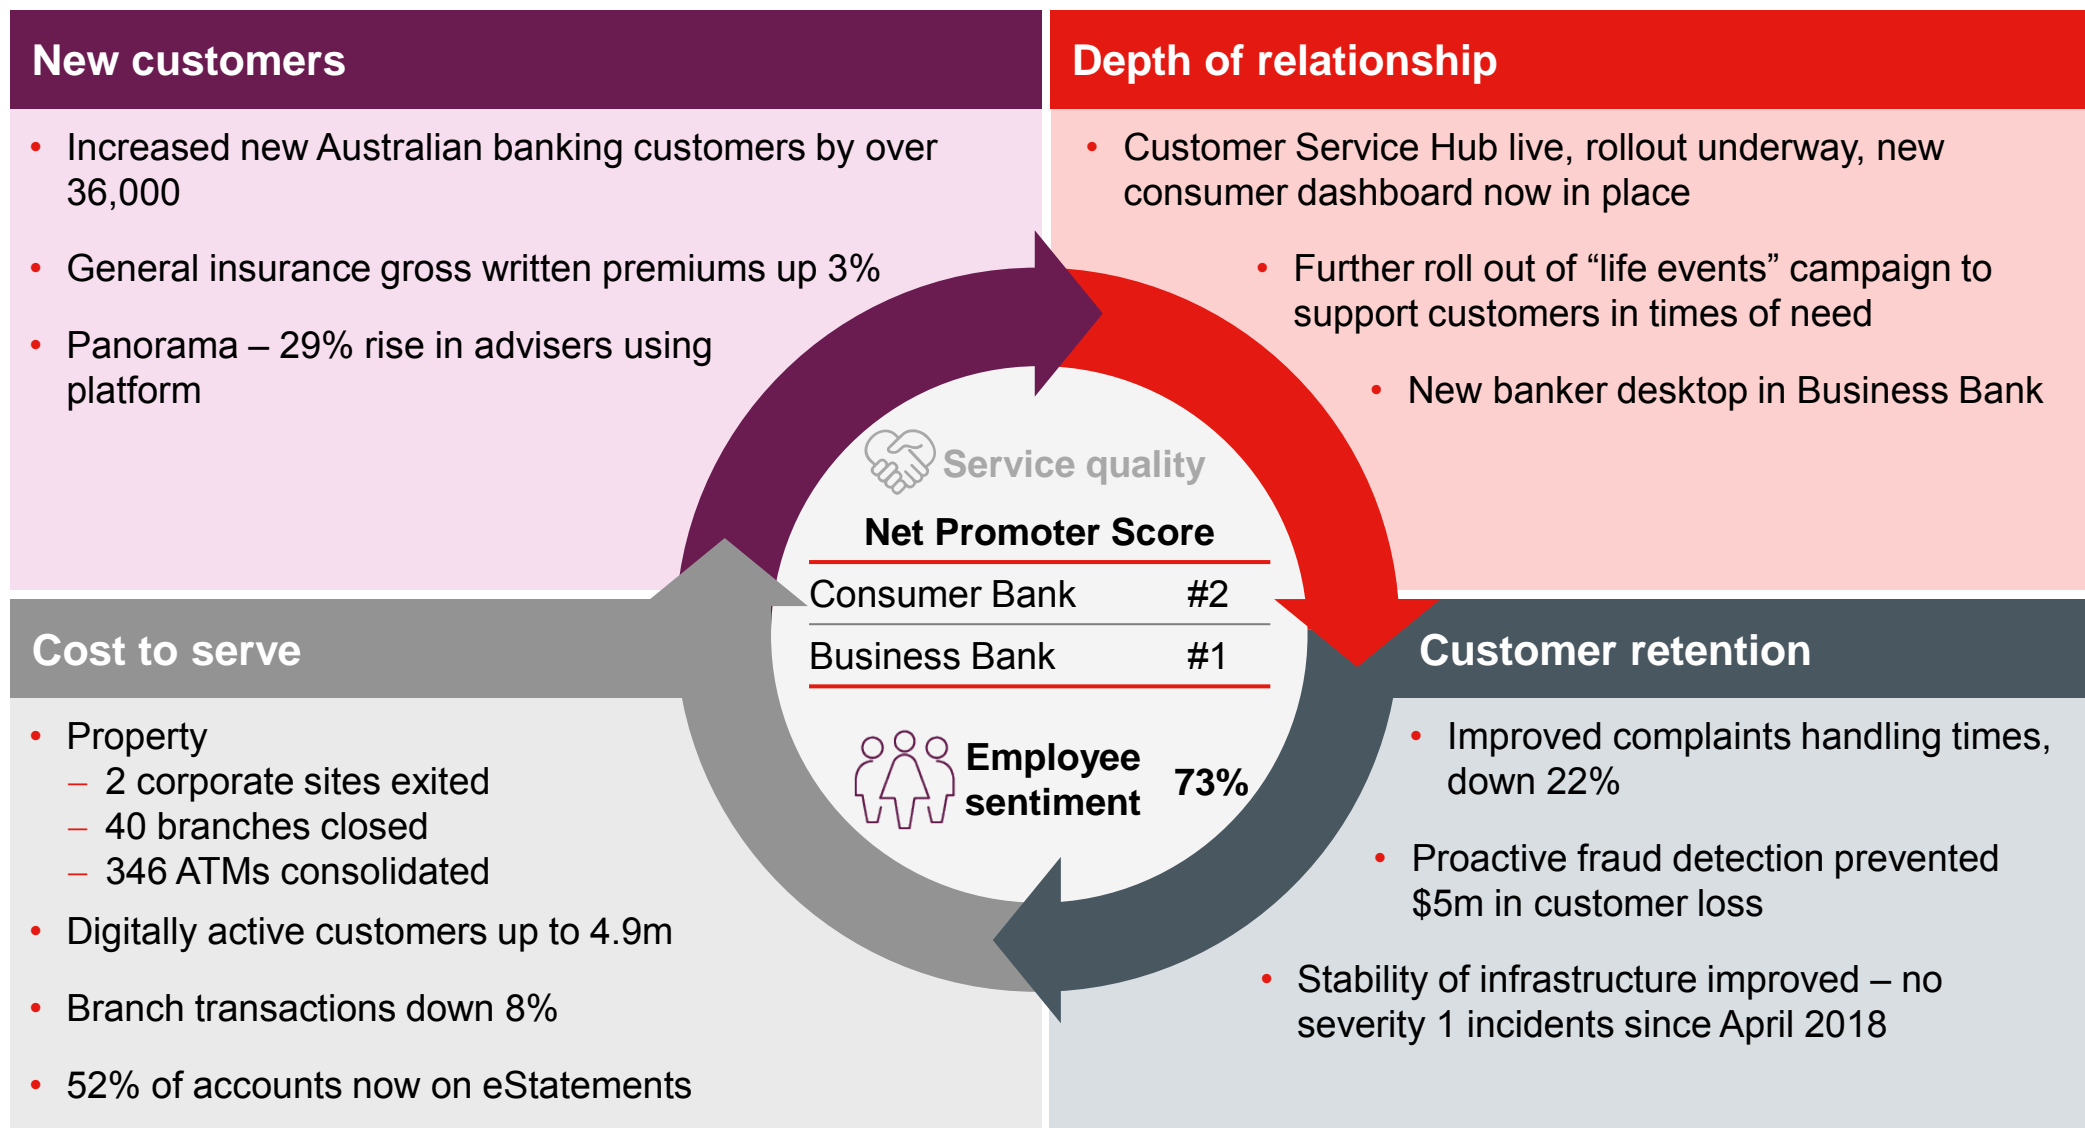 New customers
• Increased new Australian banking customers by over
36,000
• General insurance gross written premiums up 3%
• Panorama – 29% rise in advisers using
platform
Depth of relationship
• Customer Service Hub live, rollout underway, new
consumer dashboard now in place
• Further roll out of “life events” campaign to
support customers in times of need
• New banker desktop in Business Bank
Service quality
Net Promoter Score
Consumer Bank #2
Business Bank #1
Employee
sentiment 73%
Cost to serve
• Property
– 2 corporate sites exited
– 40 branches closed
– 346 ATMs consolidated
• Digitally active customers up to 4.9m
• Branch transactions down 8%
• 52% of accounts now on eStatements
Customer retention
• Improved complaints handling times,
down 22%
• Proactive fraud detection prevented
$5m in customer loss
• Stability of infrastructure improved – no
severity 1 incidents since April 2018